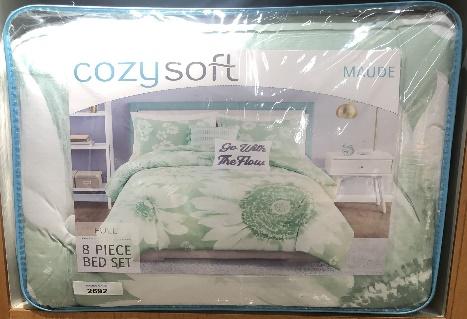 cozysoft
MAUDE
Go With
The Flow
FULL
8 PIECE
BED SET
2692